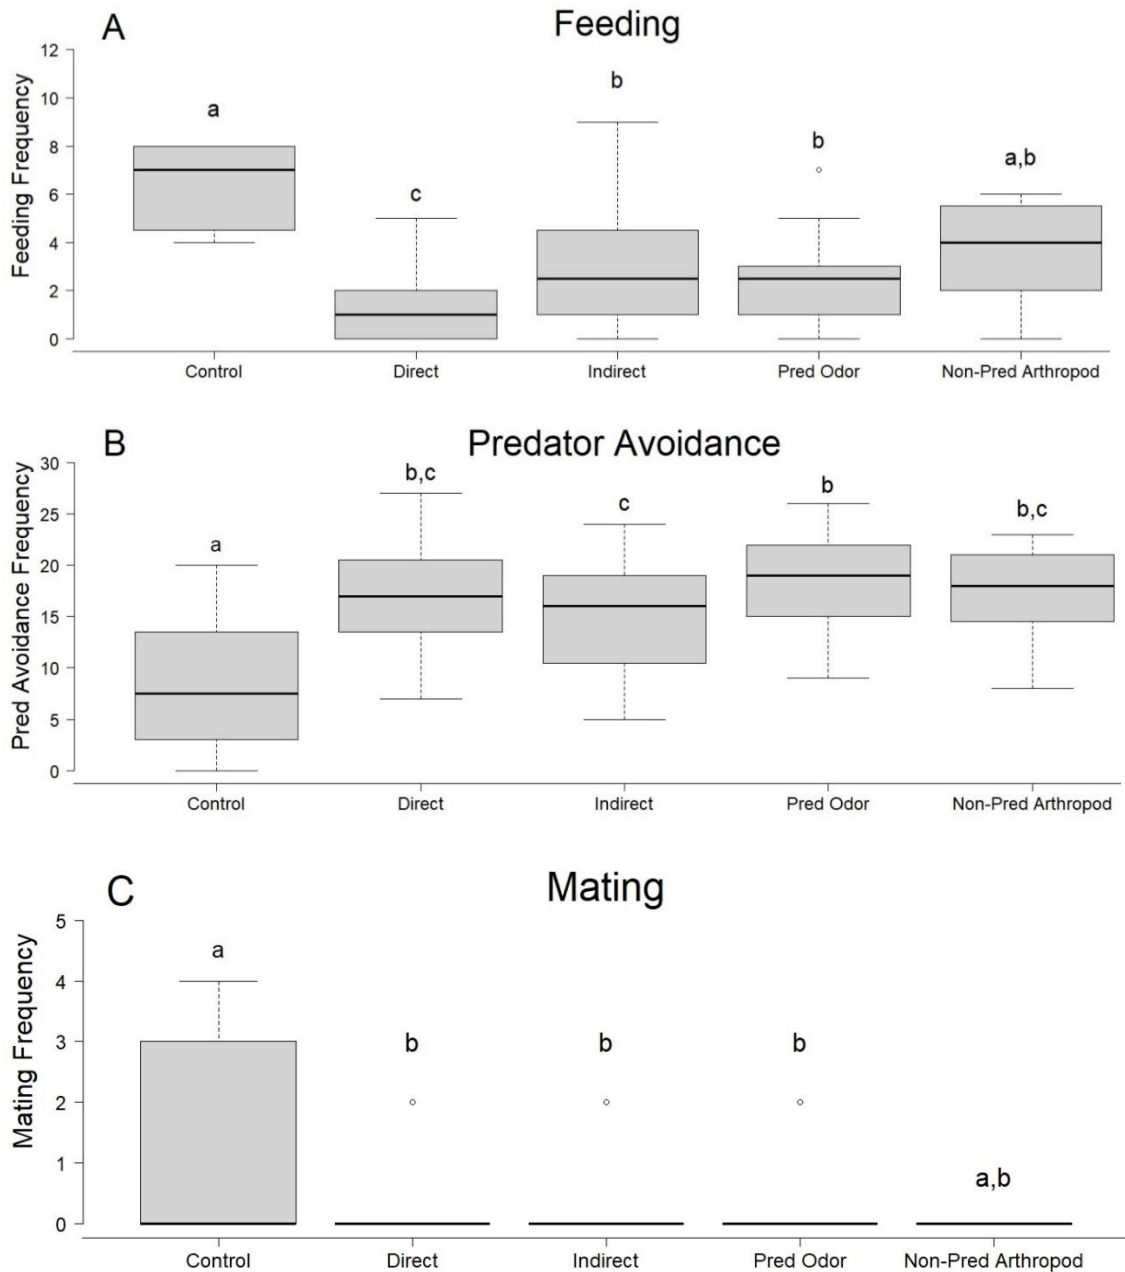 A
Feeding
Feeding Frequency
12
10
8
6
4
2
0
a
c
b
b
a,b
Control Direct Indirect Pred Odor Non-Pred Arthropod
B
Predator Avoidance
Pred Avoidance Frequency
30
25
20
15
10
5
0
a
b,c
c
b
b,c
Control Direct Indirect Pred Odor Non-Pred Arthropod
C
Mating
Mating Frequency
5
4
3
2
1
0
a
b
b
b
a,b
Control Direct Indirect Pred Odor Non-Pred Arthropod